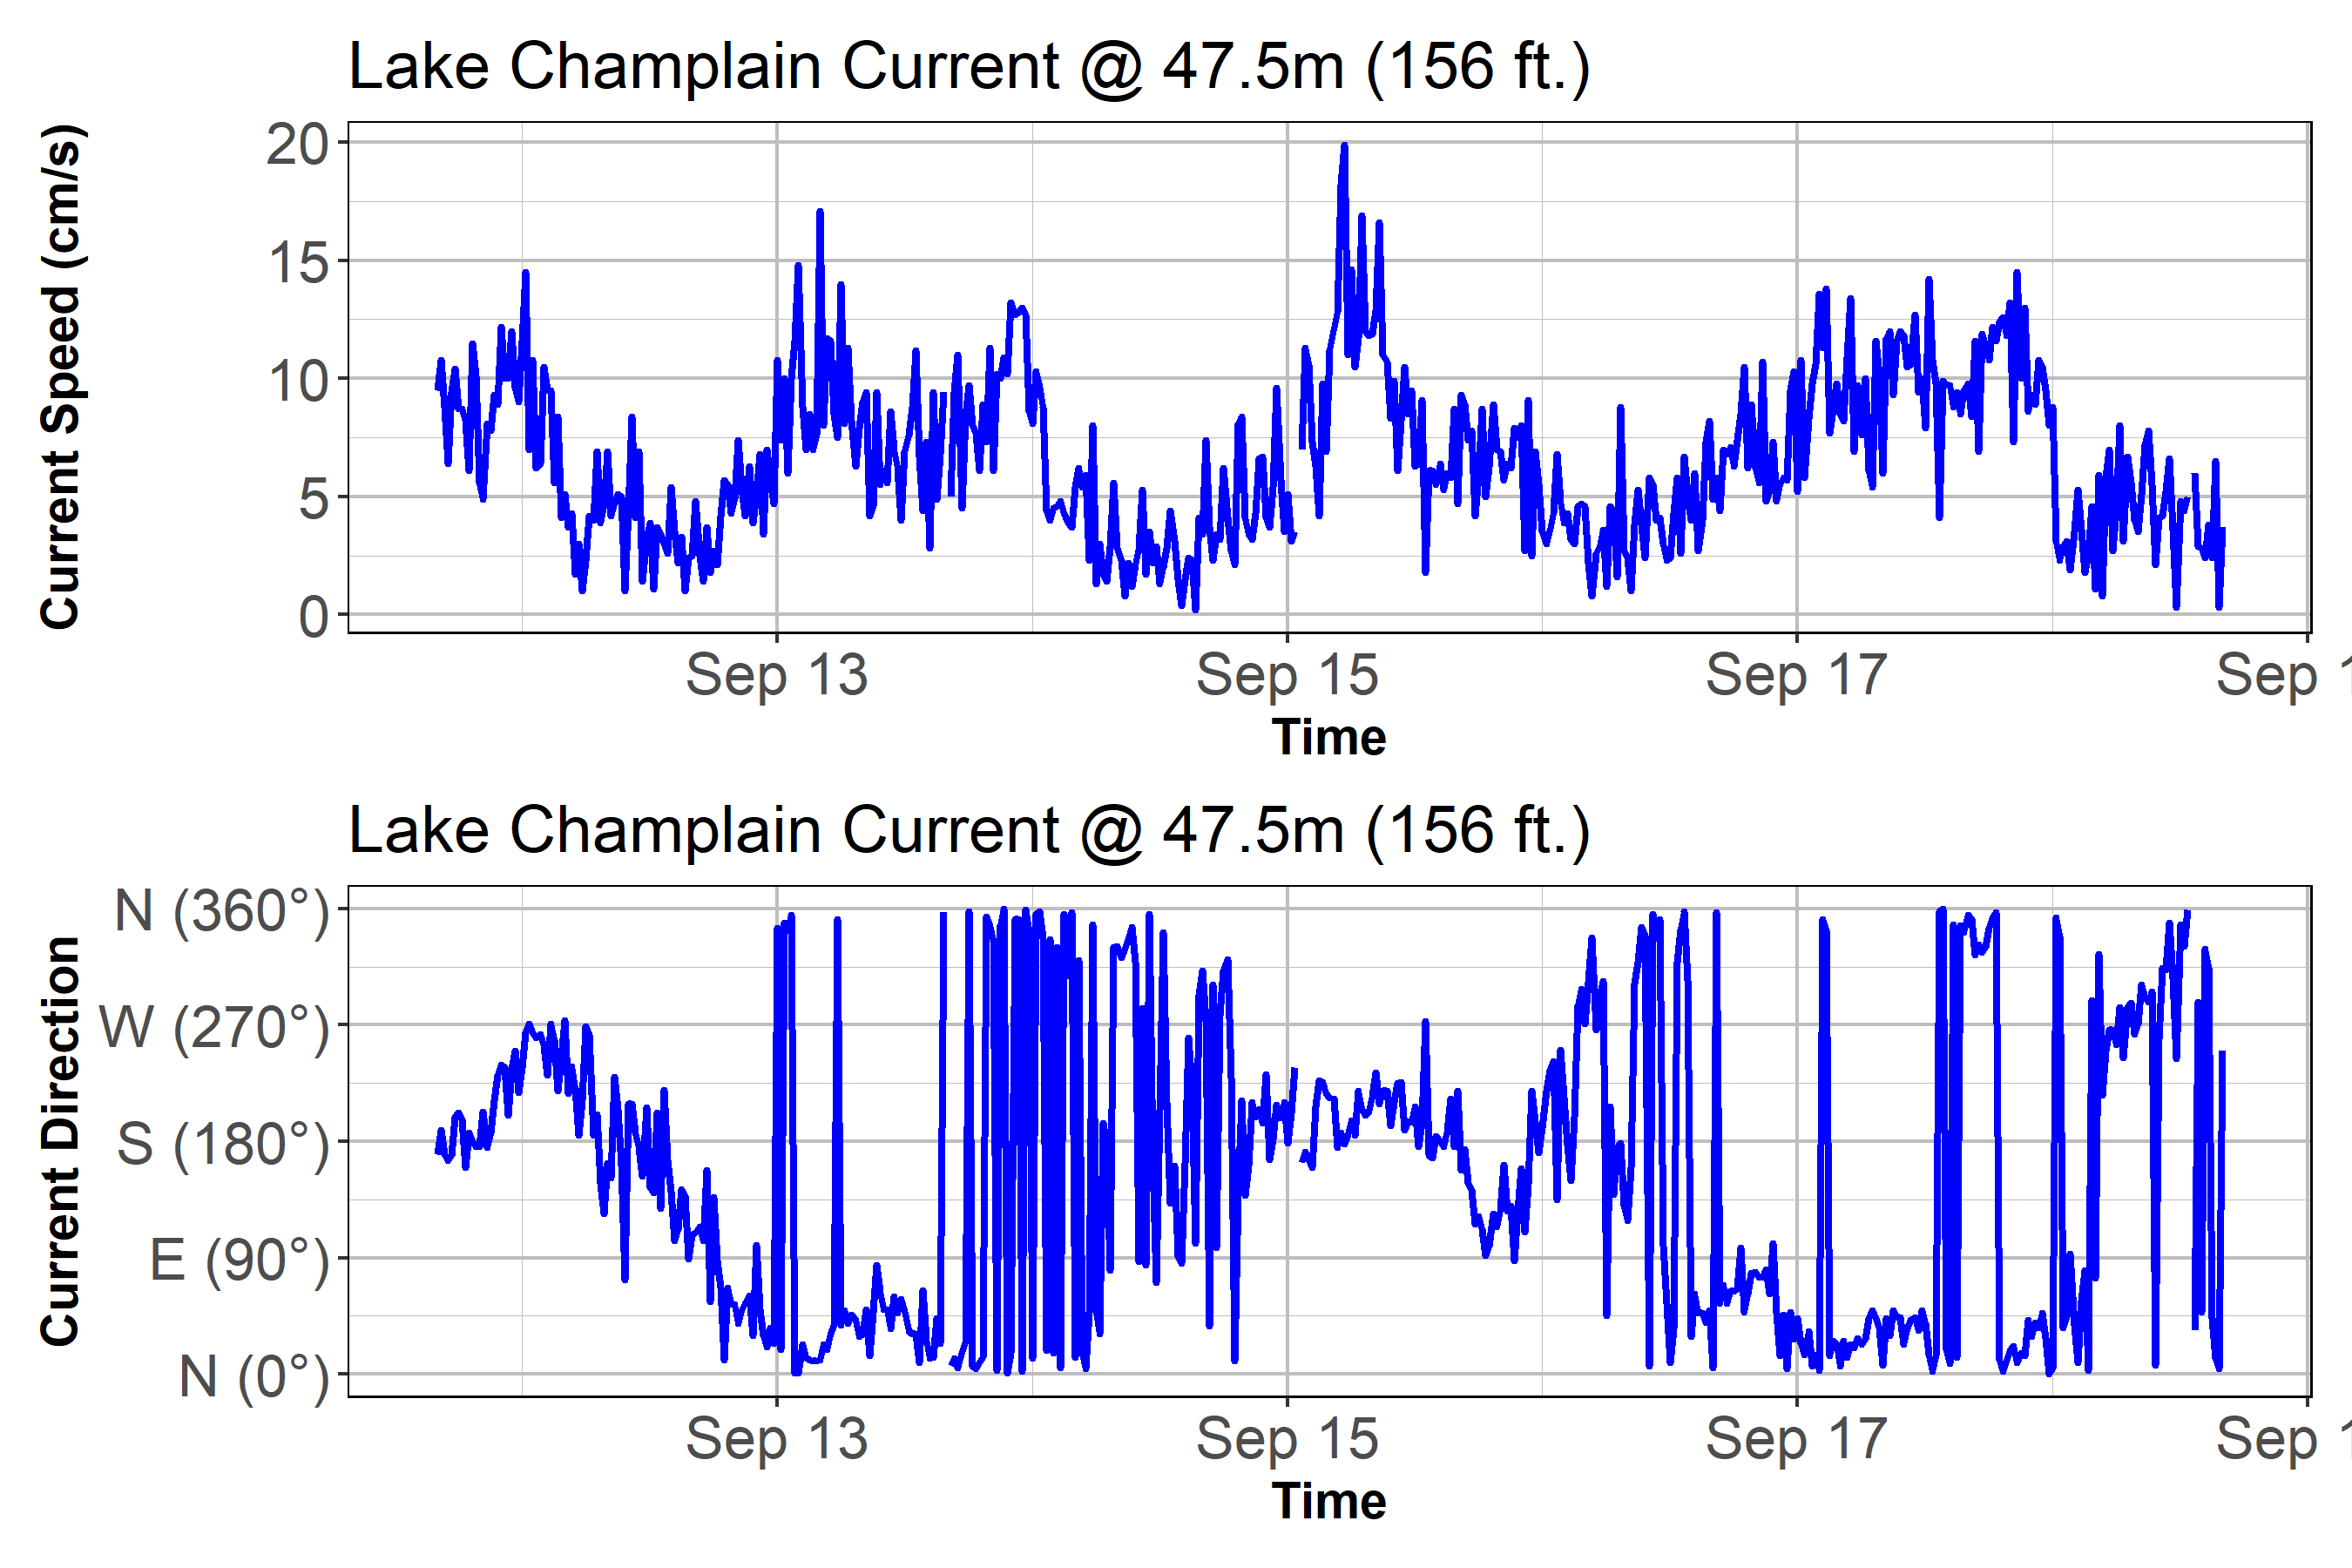 Lake Champlain Current @ 47.5m (156 ft.)
Current Speed (cm/s)
20
15
10
5
0
Sep 13 Sep 15 Sep 17 Sep 1
Time
Lake Champlain Current @ 47.5m (156 ft.)
Current Direction
N (360°)
W (270°)
S (180°)
E (90°)
N (0°)
Sep 13 Sep 15 Sep 17 Sep 1
Time